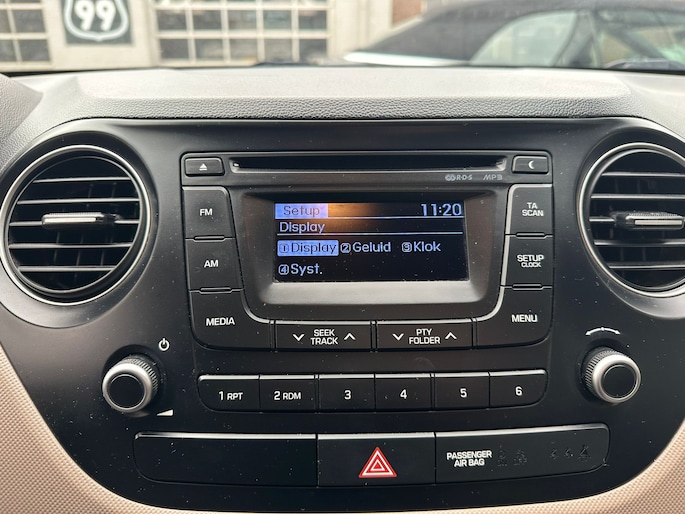 99
R·D·S MP3
FM
AM
MEDIA
Setup 11:20
Display
1 Display 2 Geluid 3 Klok
4 Syst.
TA
SCAN
SETUP
CLOCK
MENU
SEEK
TRACK
PTY
FOLDER
1 RPT 2 RDM 3 4 5 6
PASSENGER
AIR BAG